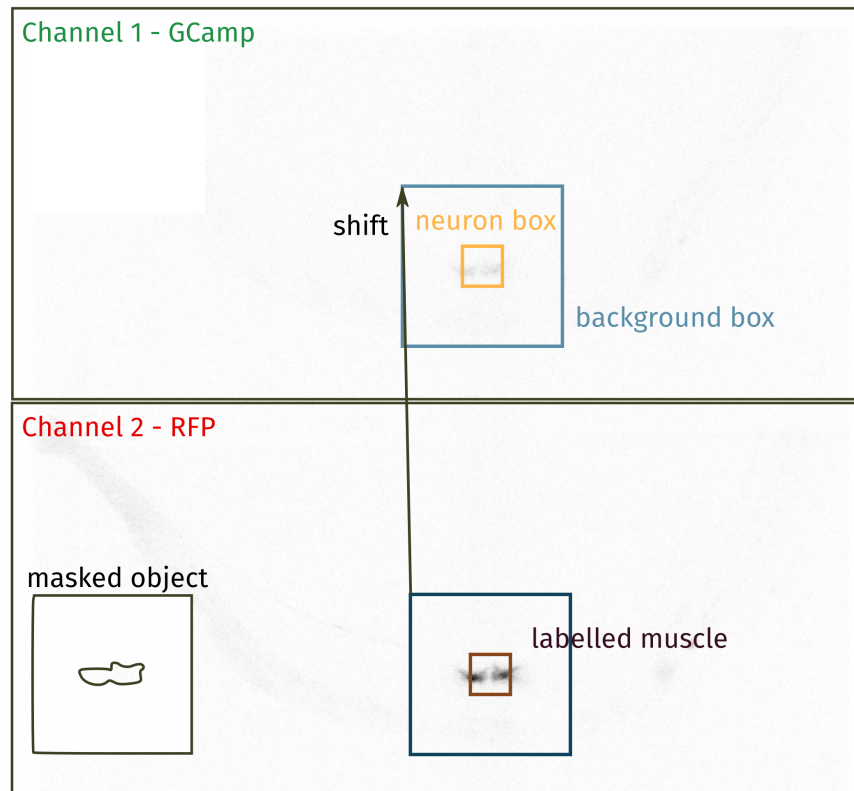 Channel 1 - GCamp
shift
neuron box
background box
Channel 2 - RFP
masked object
labelled muscle